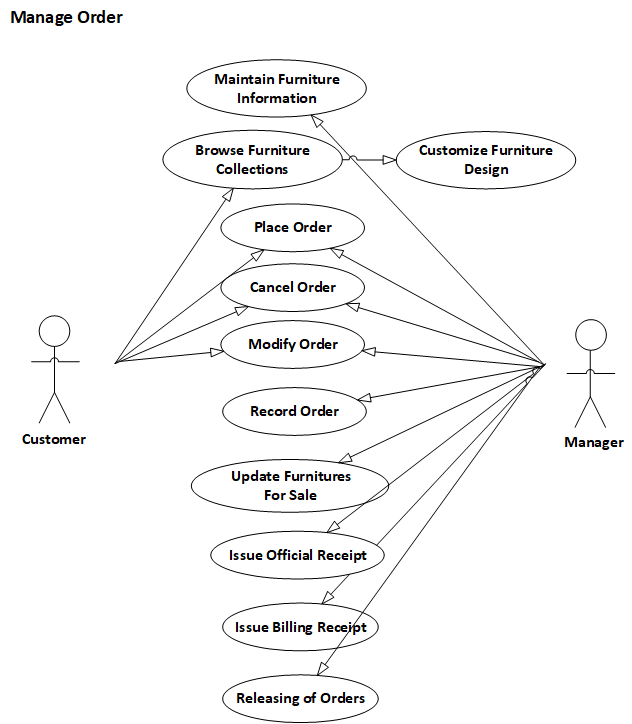 Manage Order
Maintain Furniture
Information
Browse Furniture
Collections
Customize Furniture
Design
Place Order
Cancel Order
Modify Order
Customer
Manager
Record Order
Update Furnitures
For Sale
Issue Official Receipt
Issue Billing Receipt
Releasing of Orders